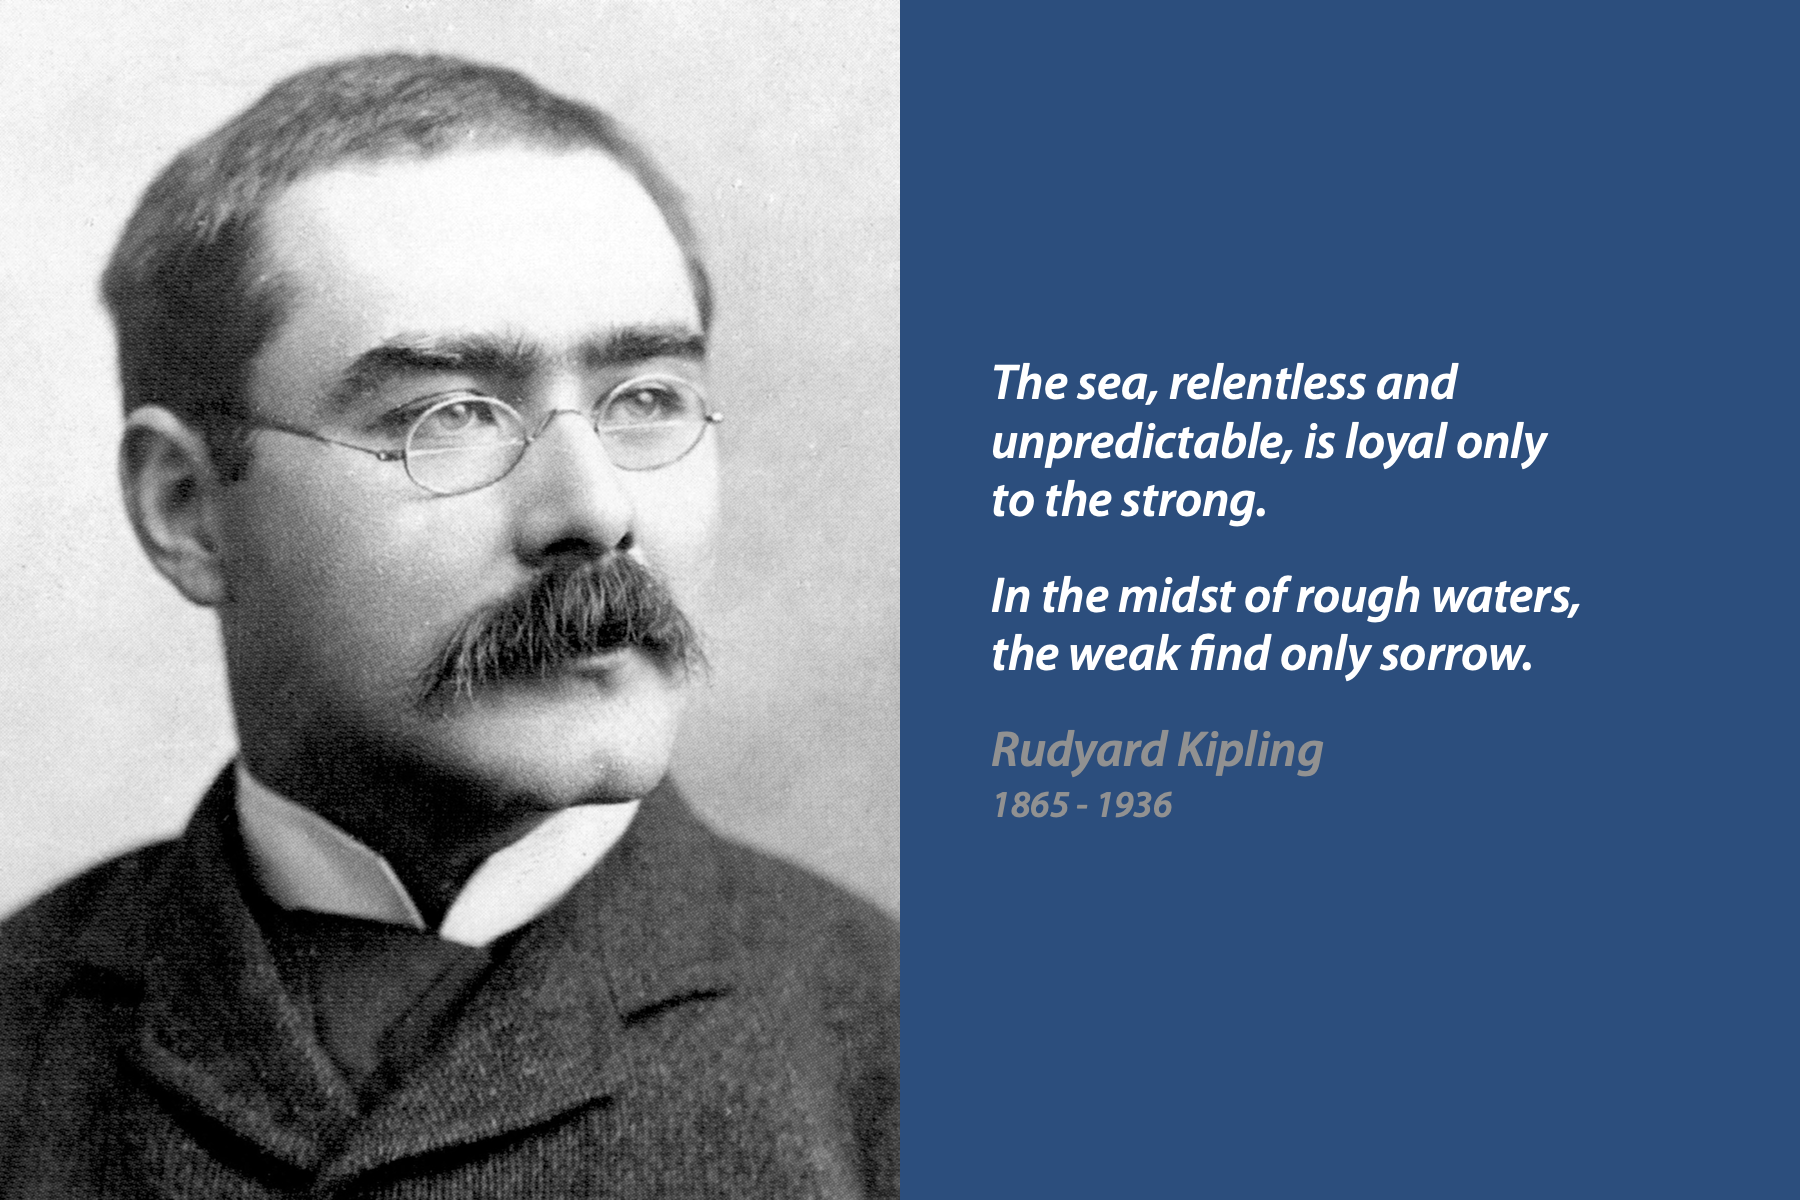 The sea, relentless and
unpredictable, is loyal only
to the strong.
In the midst of rough waters,
the weak find only sorrow.
Rudyard Kipling
1865 - 1936